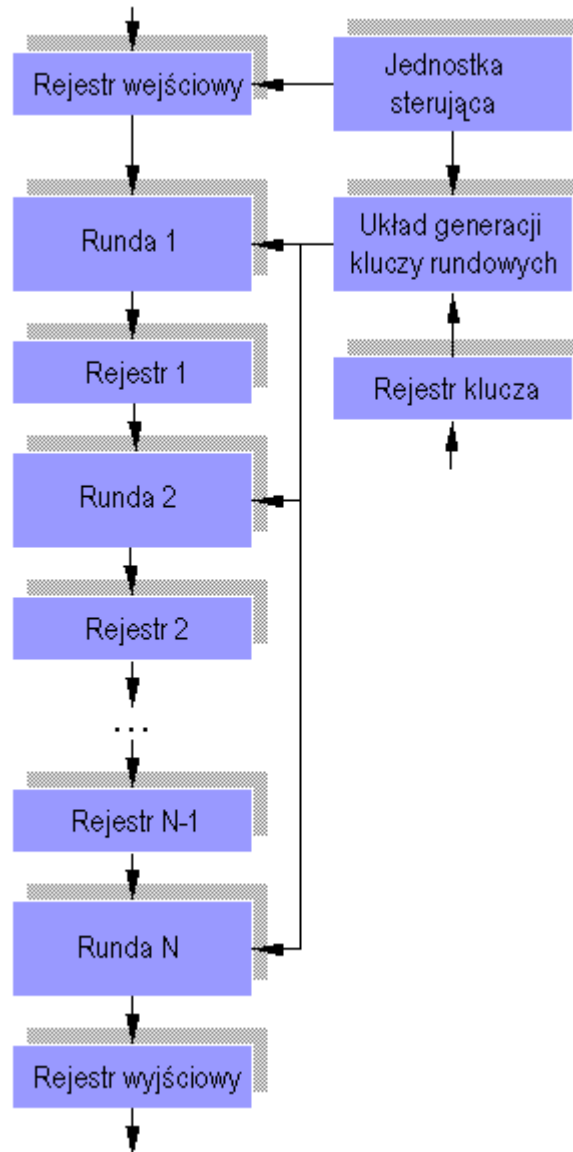 Rejestr wejściowy
Jednostka
sterująca
Runda 1
Układ generacji
kluczy rundowych
Rejestr 1
Rejestr klucza
Runda 2
Rejestr 2
...
Rejestr N-1
Runda N
Rejestr wyjściowy